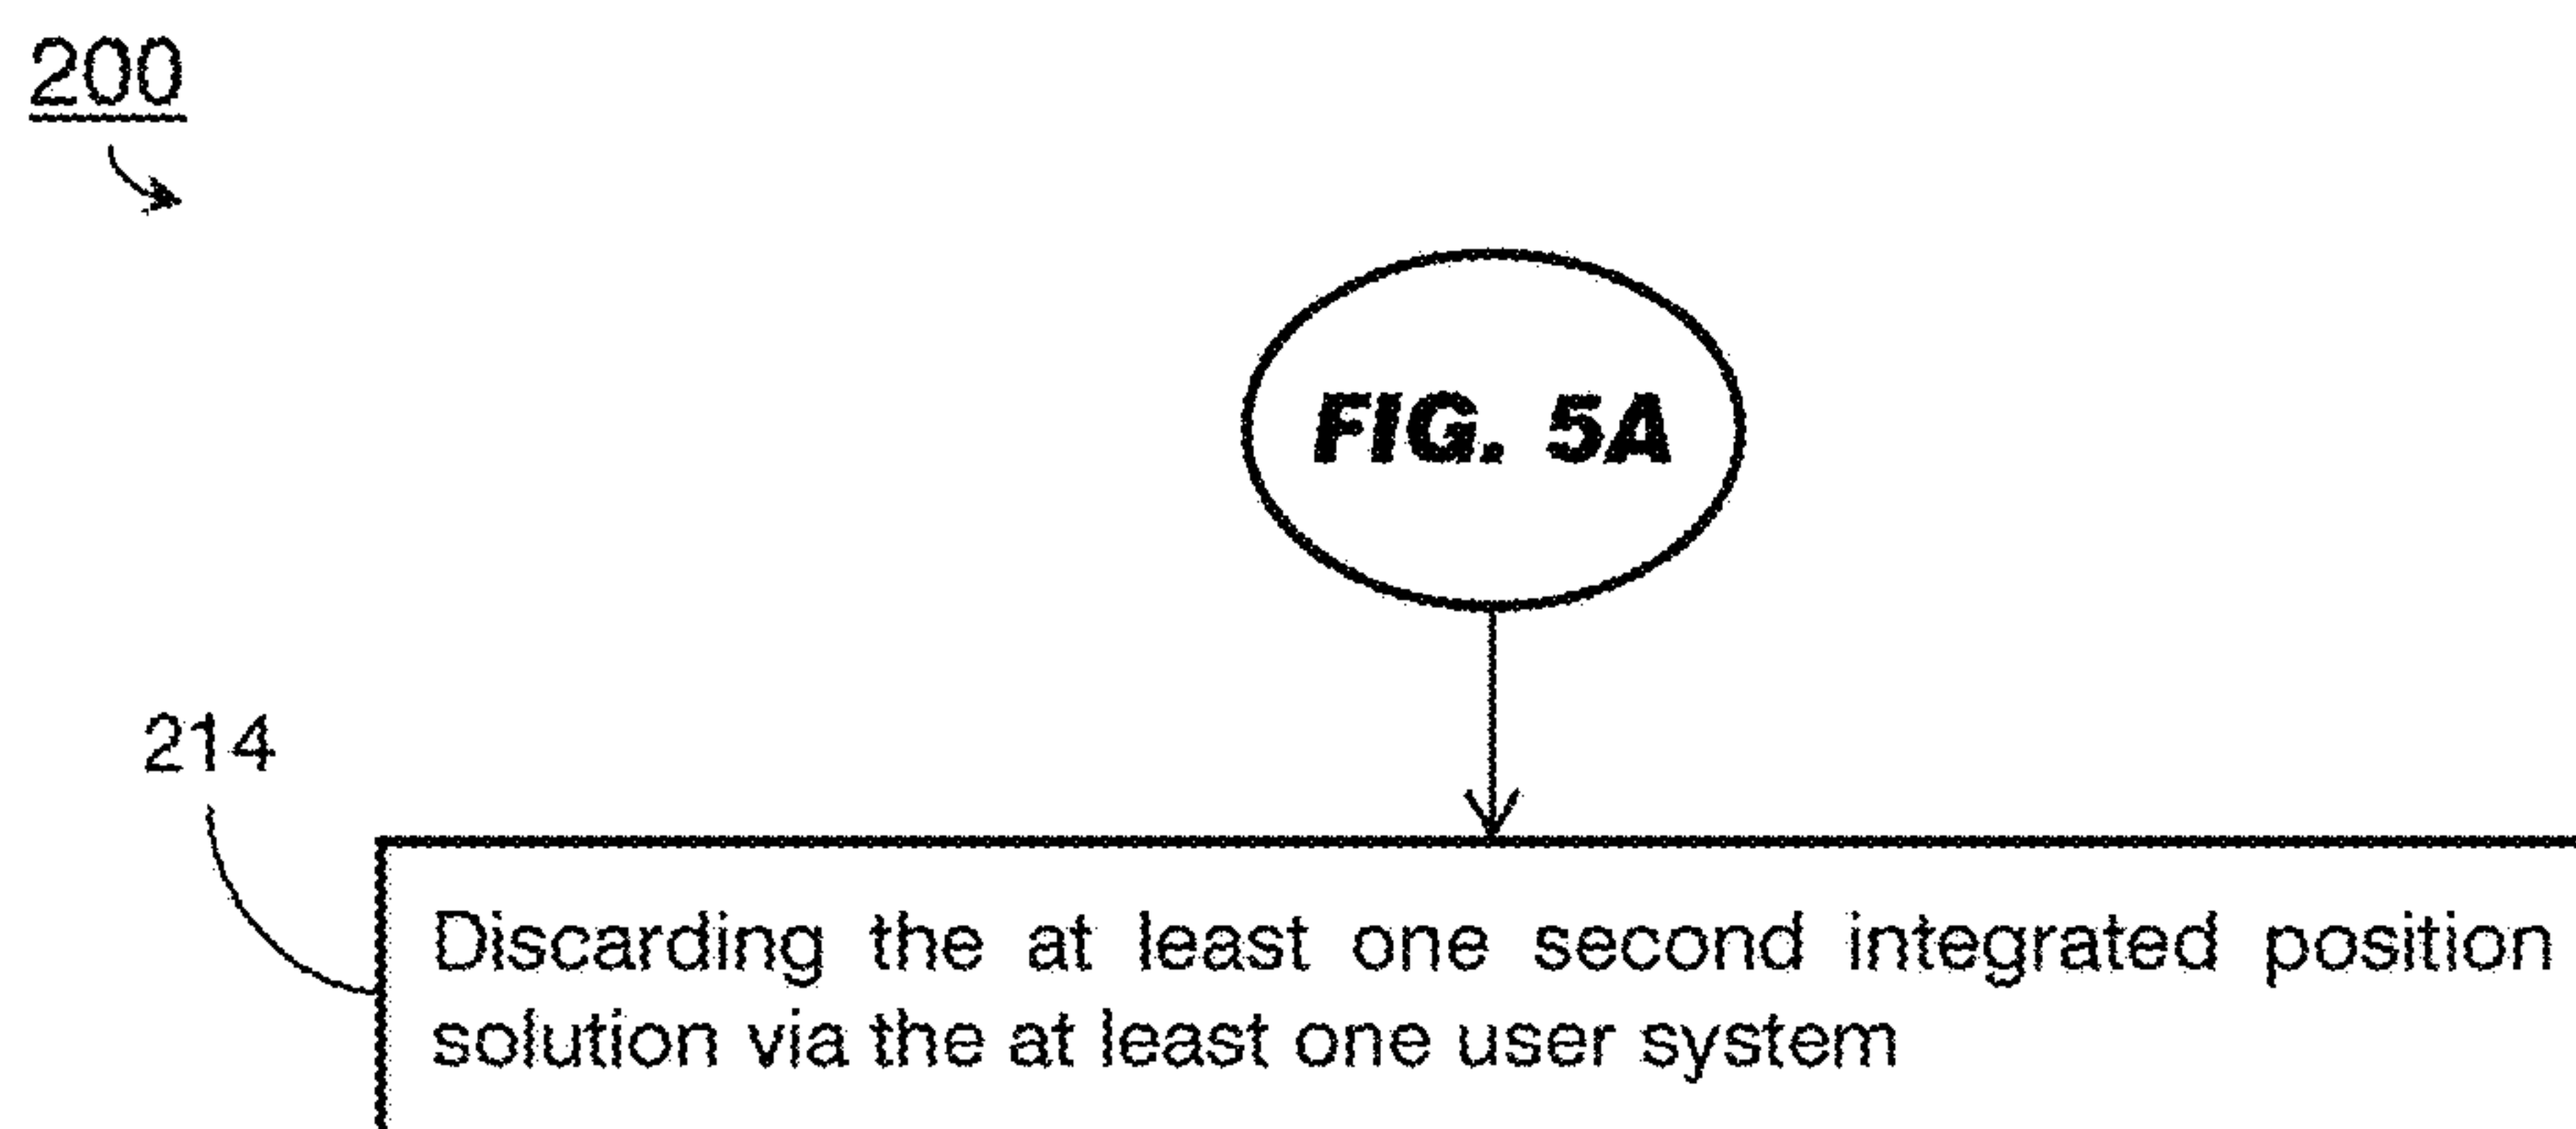 200
FIG. 5A
214
Discarding the at least one second integrated position
solution via the at least one user system